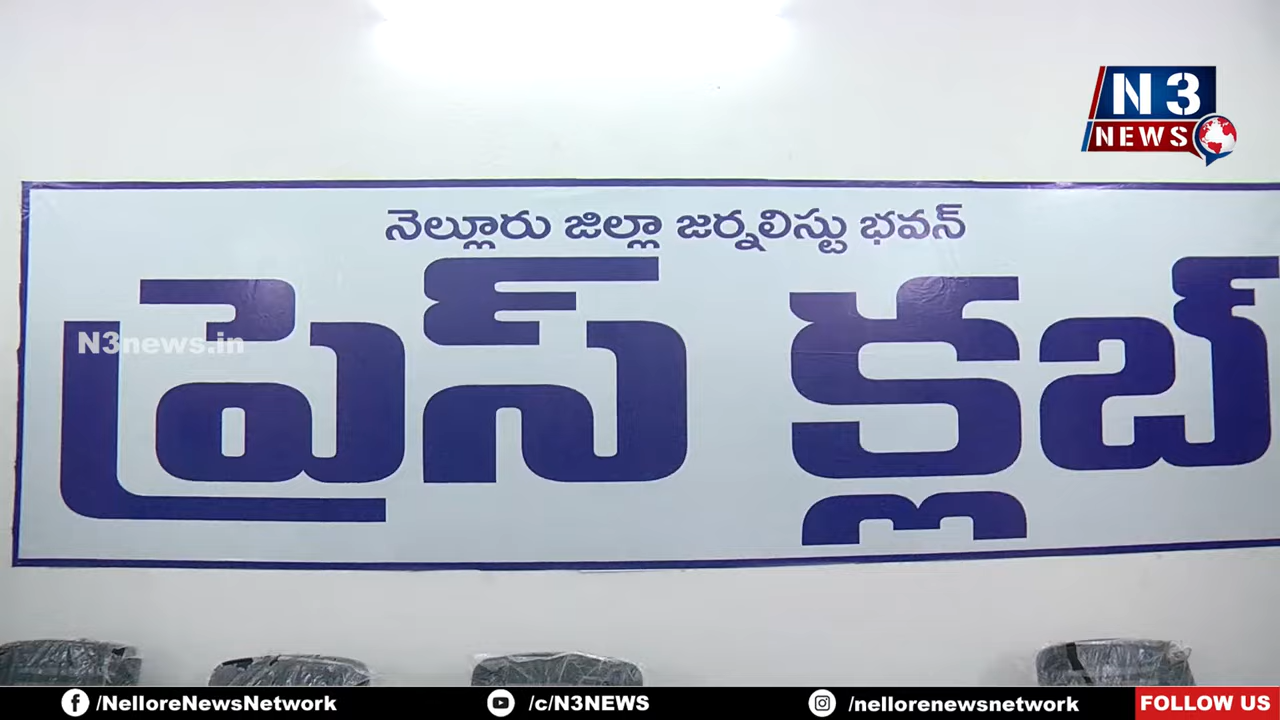 N3
NEWS
నెల్లూరు జిల్లా జర్నలిస్టు భవన్
ప్రెస్ క్లబ్
N3news.in
/NelloreNewsNetwork
/c/N3NEWS
/nellorenewsnetwork
FOLLOW US